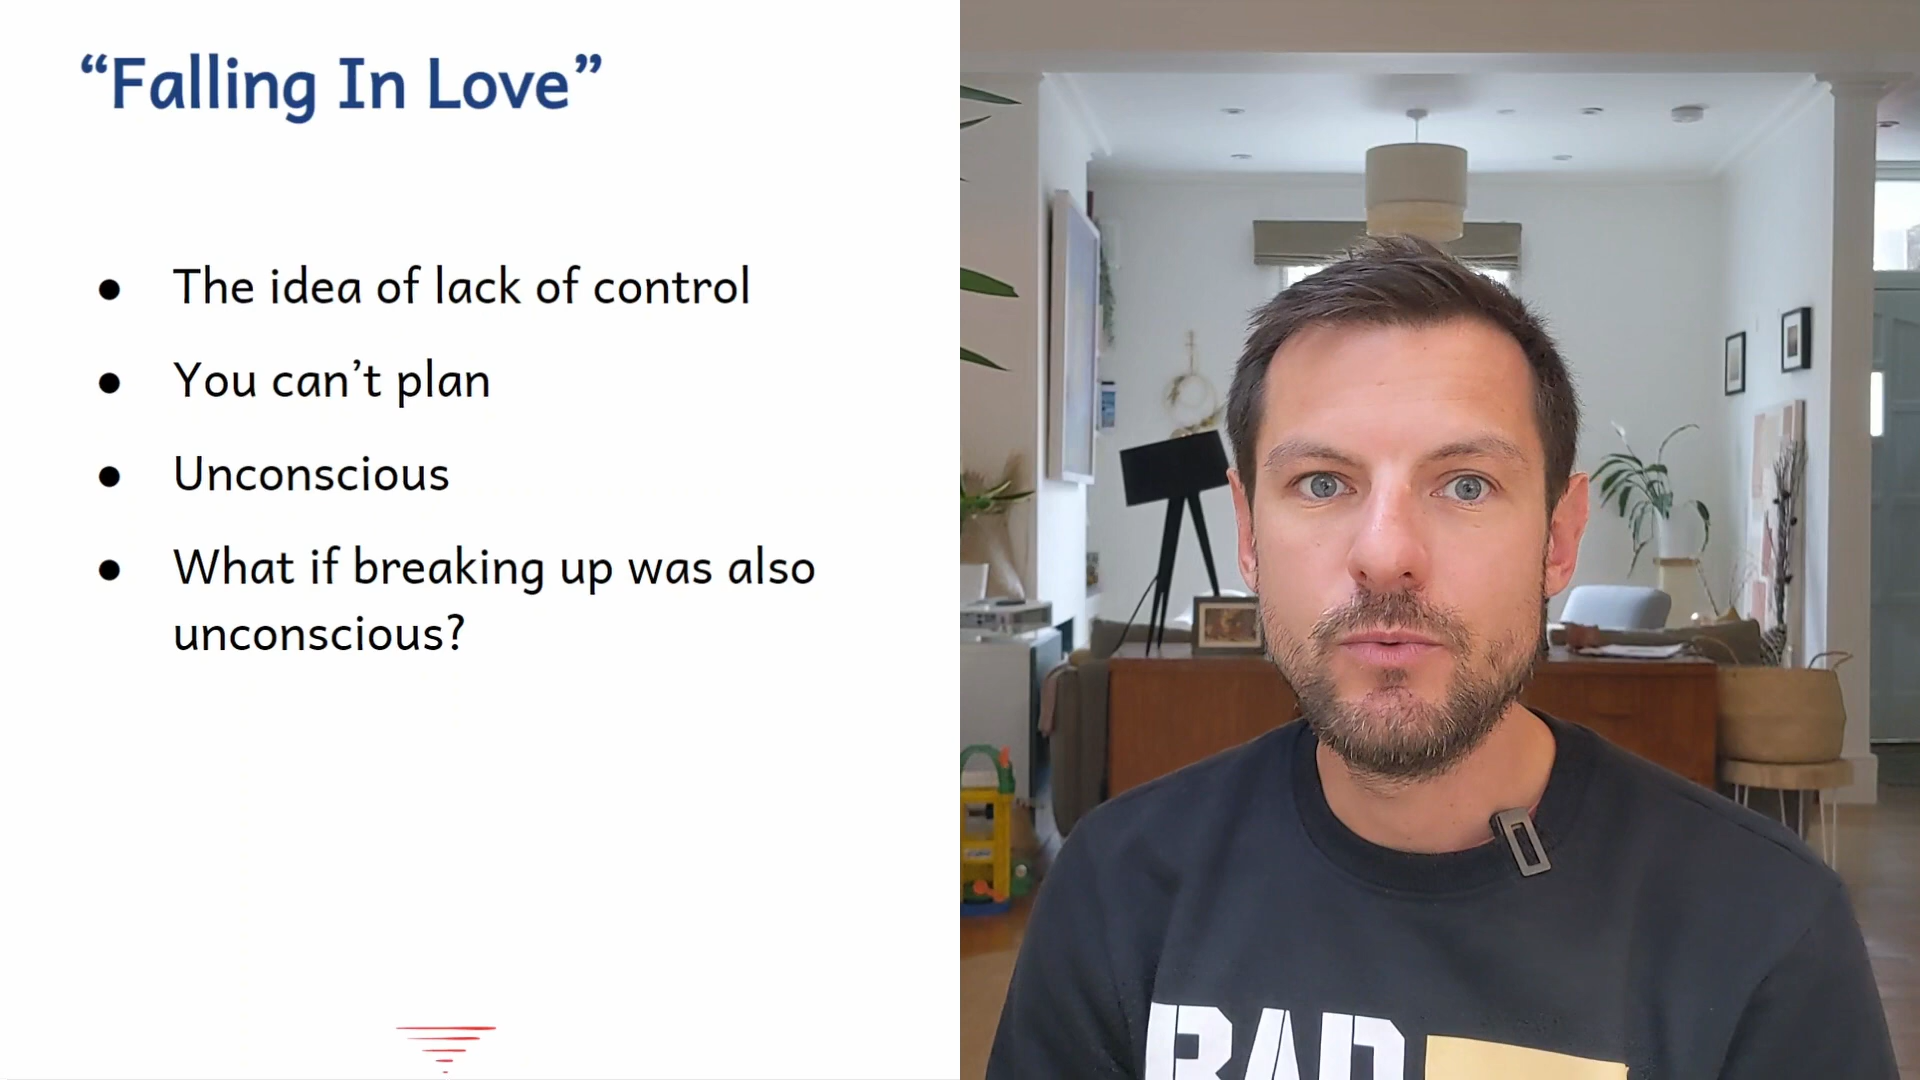 “Falling In Love”
● The idea of lack of control
● You can’t plan
● Unconscious
● What if breaking up was also
unconscious?
BAD